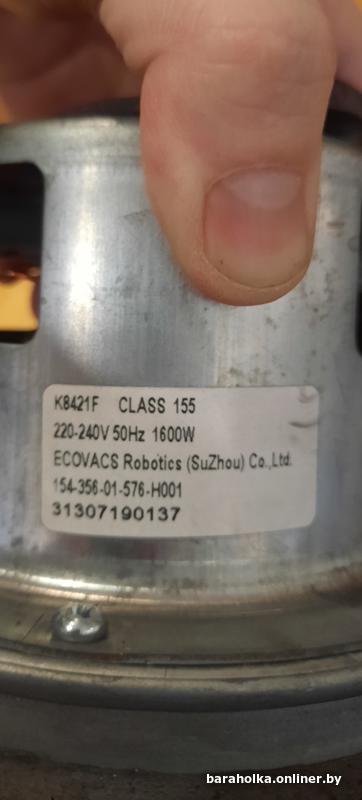 K8421F CLASS 155
220-240V 50Hz 1600W
ECOVACS Robotics (SuZhou) Co.,Ltd.
154-356-01-576-H001
31307190137
baraholka.onliner.by